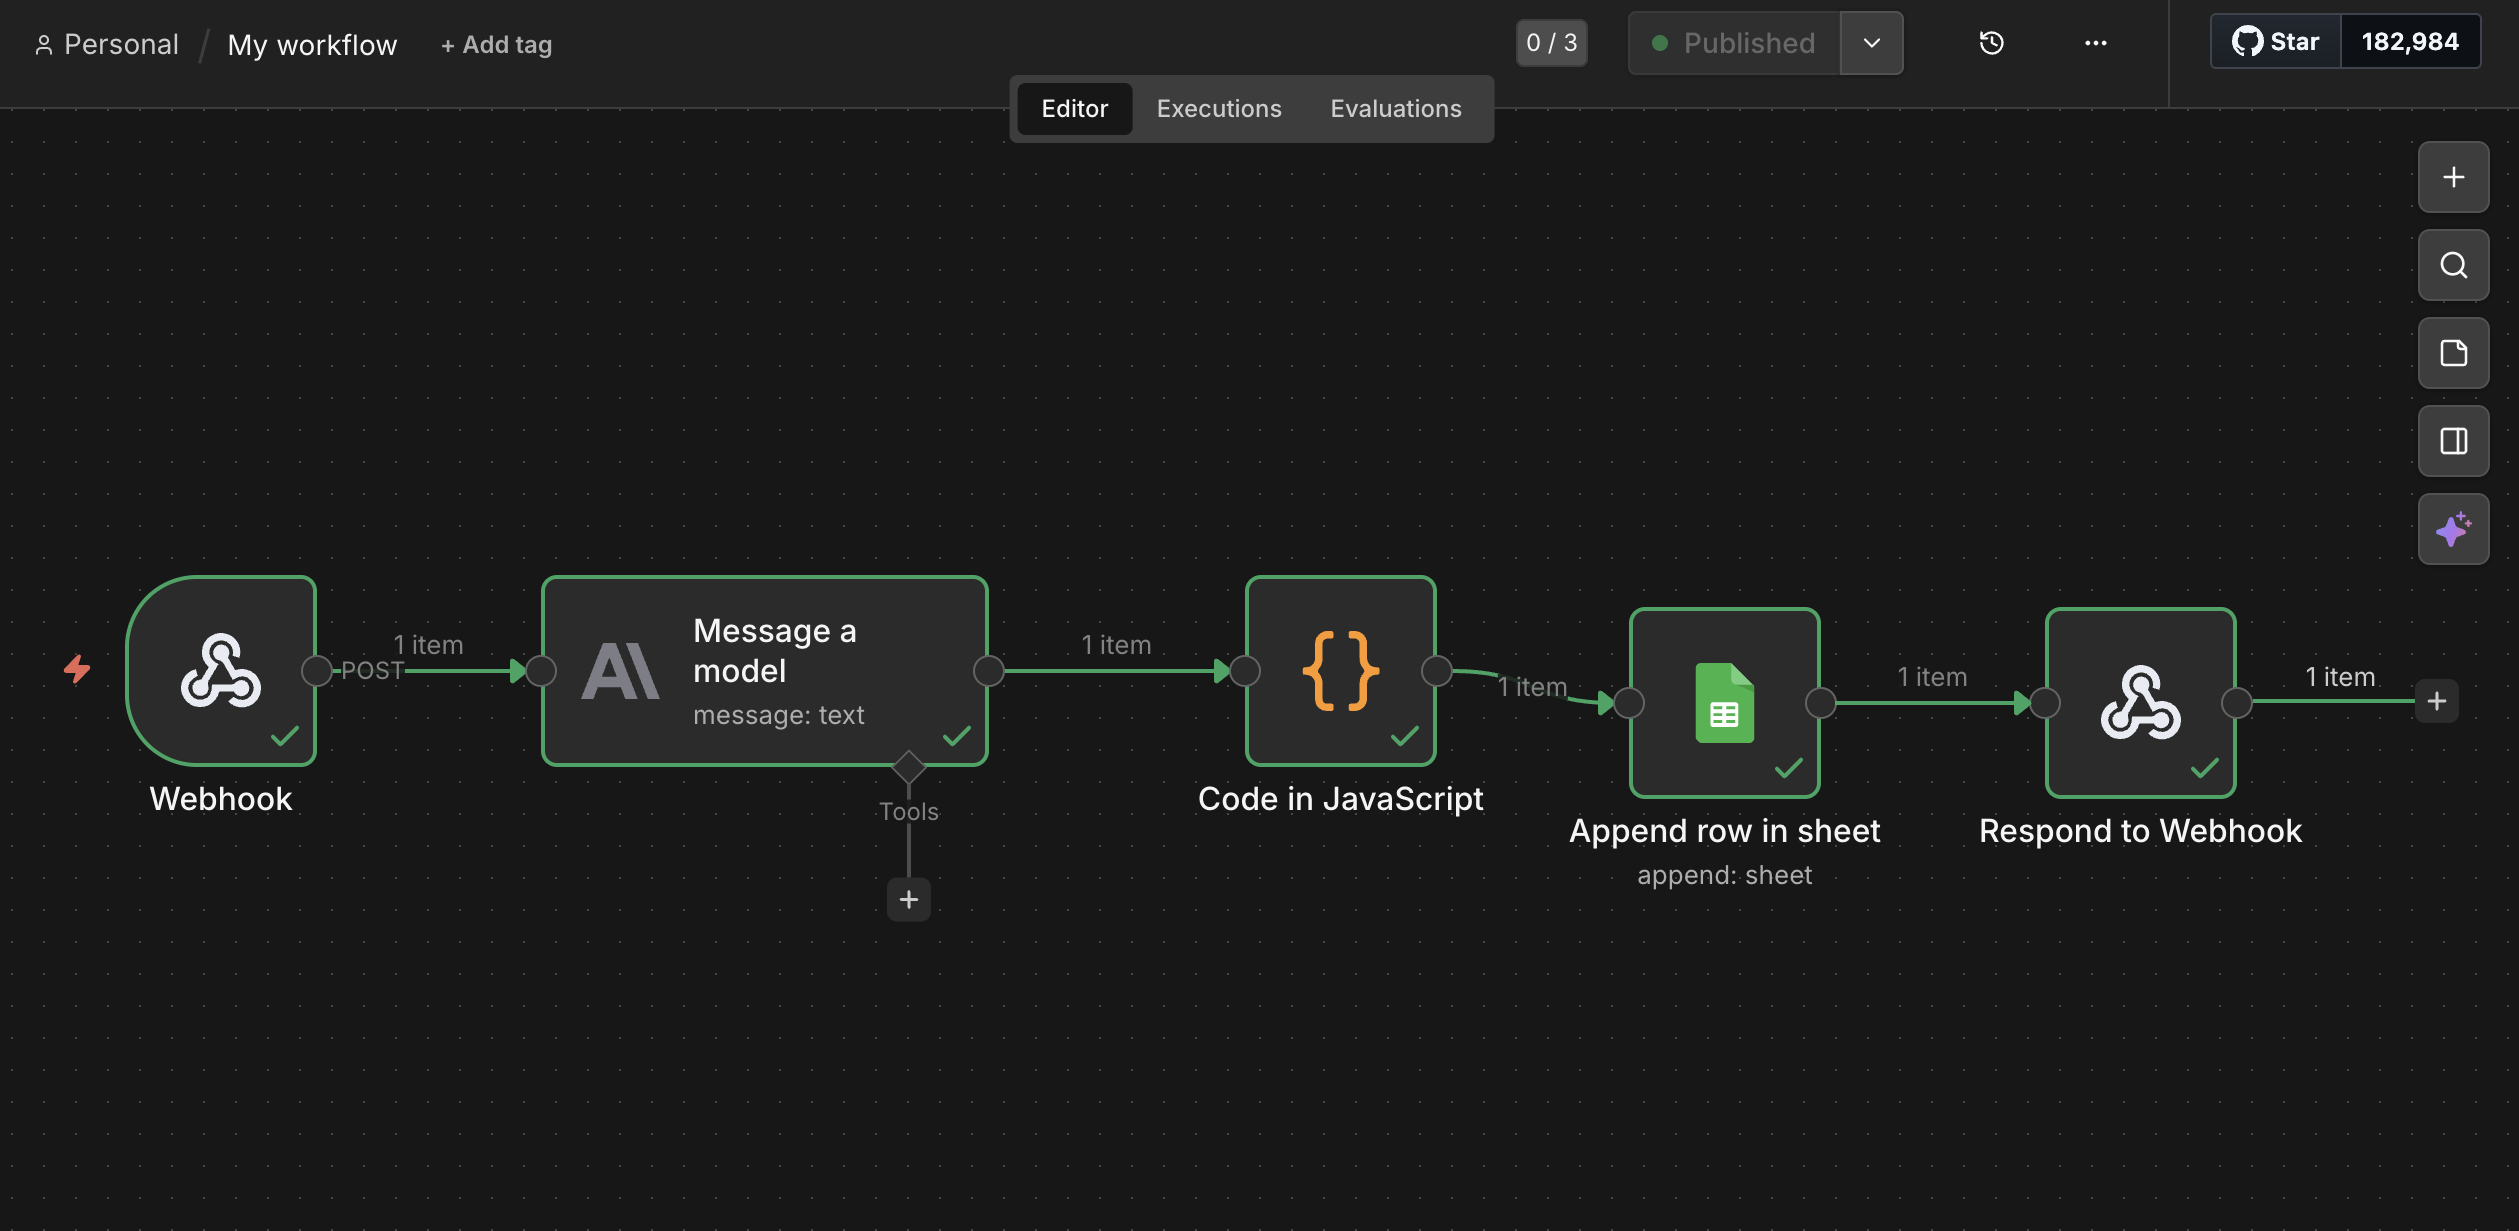 Personal / My workflow + Add tag
0 / 3
Published
Star 182,984
Editor Executions Evaluations
1 item
POST
Message a
model
message: text
1 item
1 item
1 item
1 item
Webhook
Tools
Code in JavaScript
Append row in sheet
append: sheet
Respond to Webhook